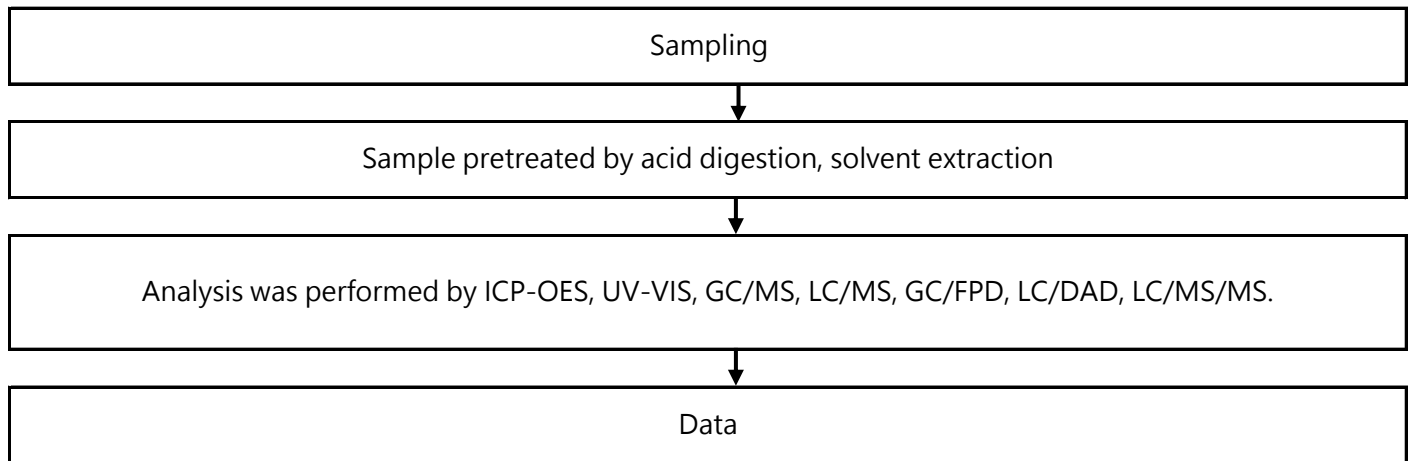 Sampling
Sample pretreated by acid digestion, solvent extraction
Analysis was performed by ICP-OES, UV-VIS, GC/MS, LC/MS, GC/FPD, LC/DAD, LC/MS/MS.
Data